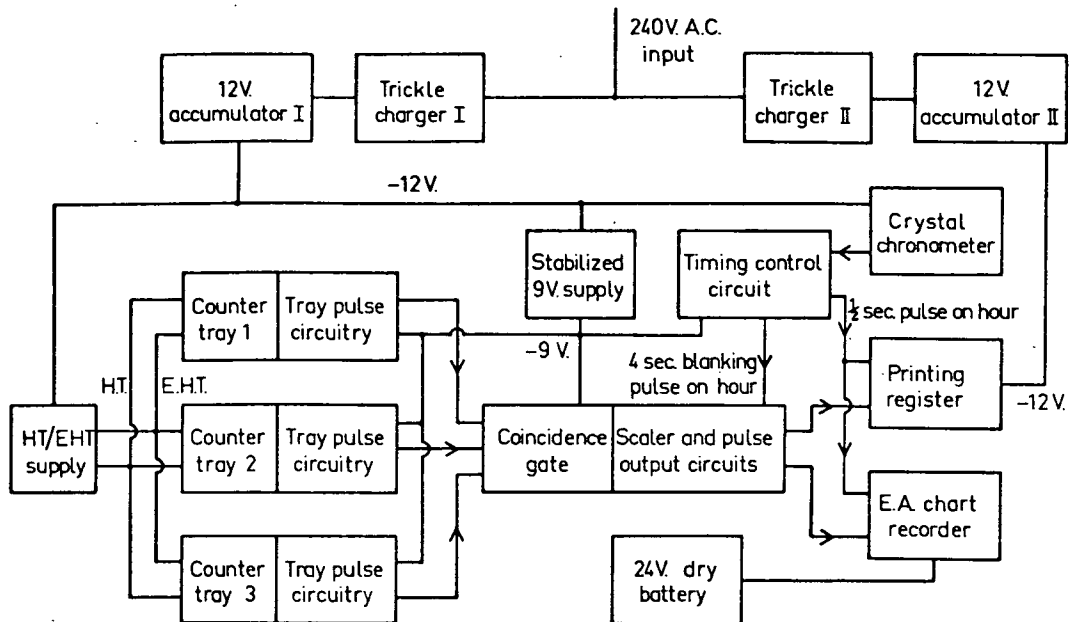 240V. A.C.
input
12V.
accumulator I
Trickle
charger I
Trickle
charger II
12V.
accumulator II
-12V.
Crystal
chronometer
Stabilized
9V. supply
Timing control
circuit
Counter
tray 1
Tray pulse
circuitry
½ sec. pulse on hour
-9 V.
4 sec. blanking
pulse on hour
Printing
register
-12V.
H.T.
E.H.T.
HT/EHT
supply
Counter
tray 2
Tray pulse
circuitry
Coincidence
gate
Scaler and pulse
output circuits
E.A. chart
recorder
Counter
tray 3
Tray pulse
circuitry
24V. dry
battery